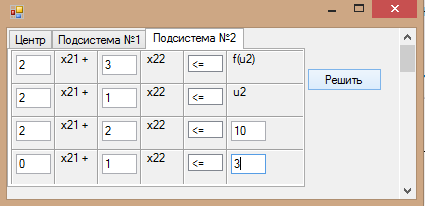 Центр Подсистема №1 Подсистема №2
2 x21 + 3 x22 <= f(u2)
2 x21 + 1 x22 <= u2
2 x21 + 2 x22 <= 10
0 x21 + 1 x22 <= 3
Решить